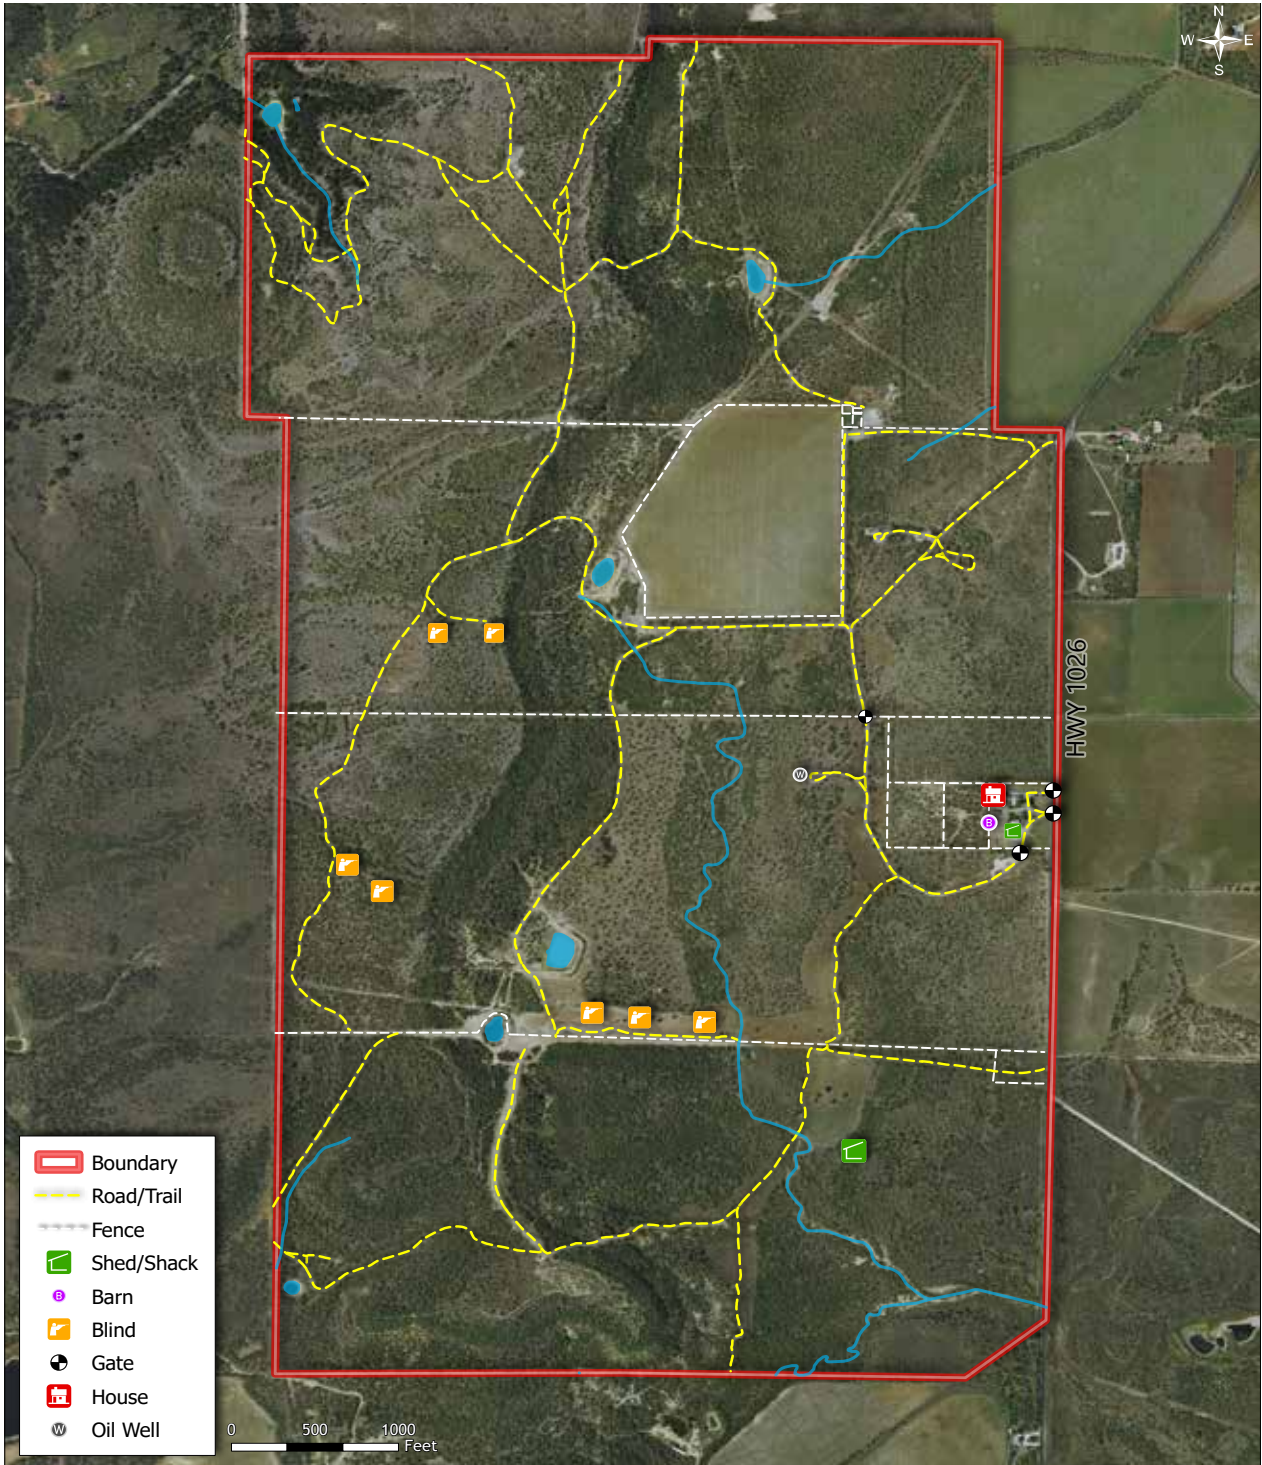 N
W E
S
HWY 1026
W
B
Boundary
Road/Trail
Fence
Shed/Shack
B Barn
Blind
Gate
House
W Oil Well
0 500 1000
Feet